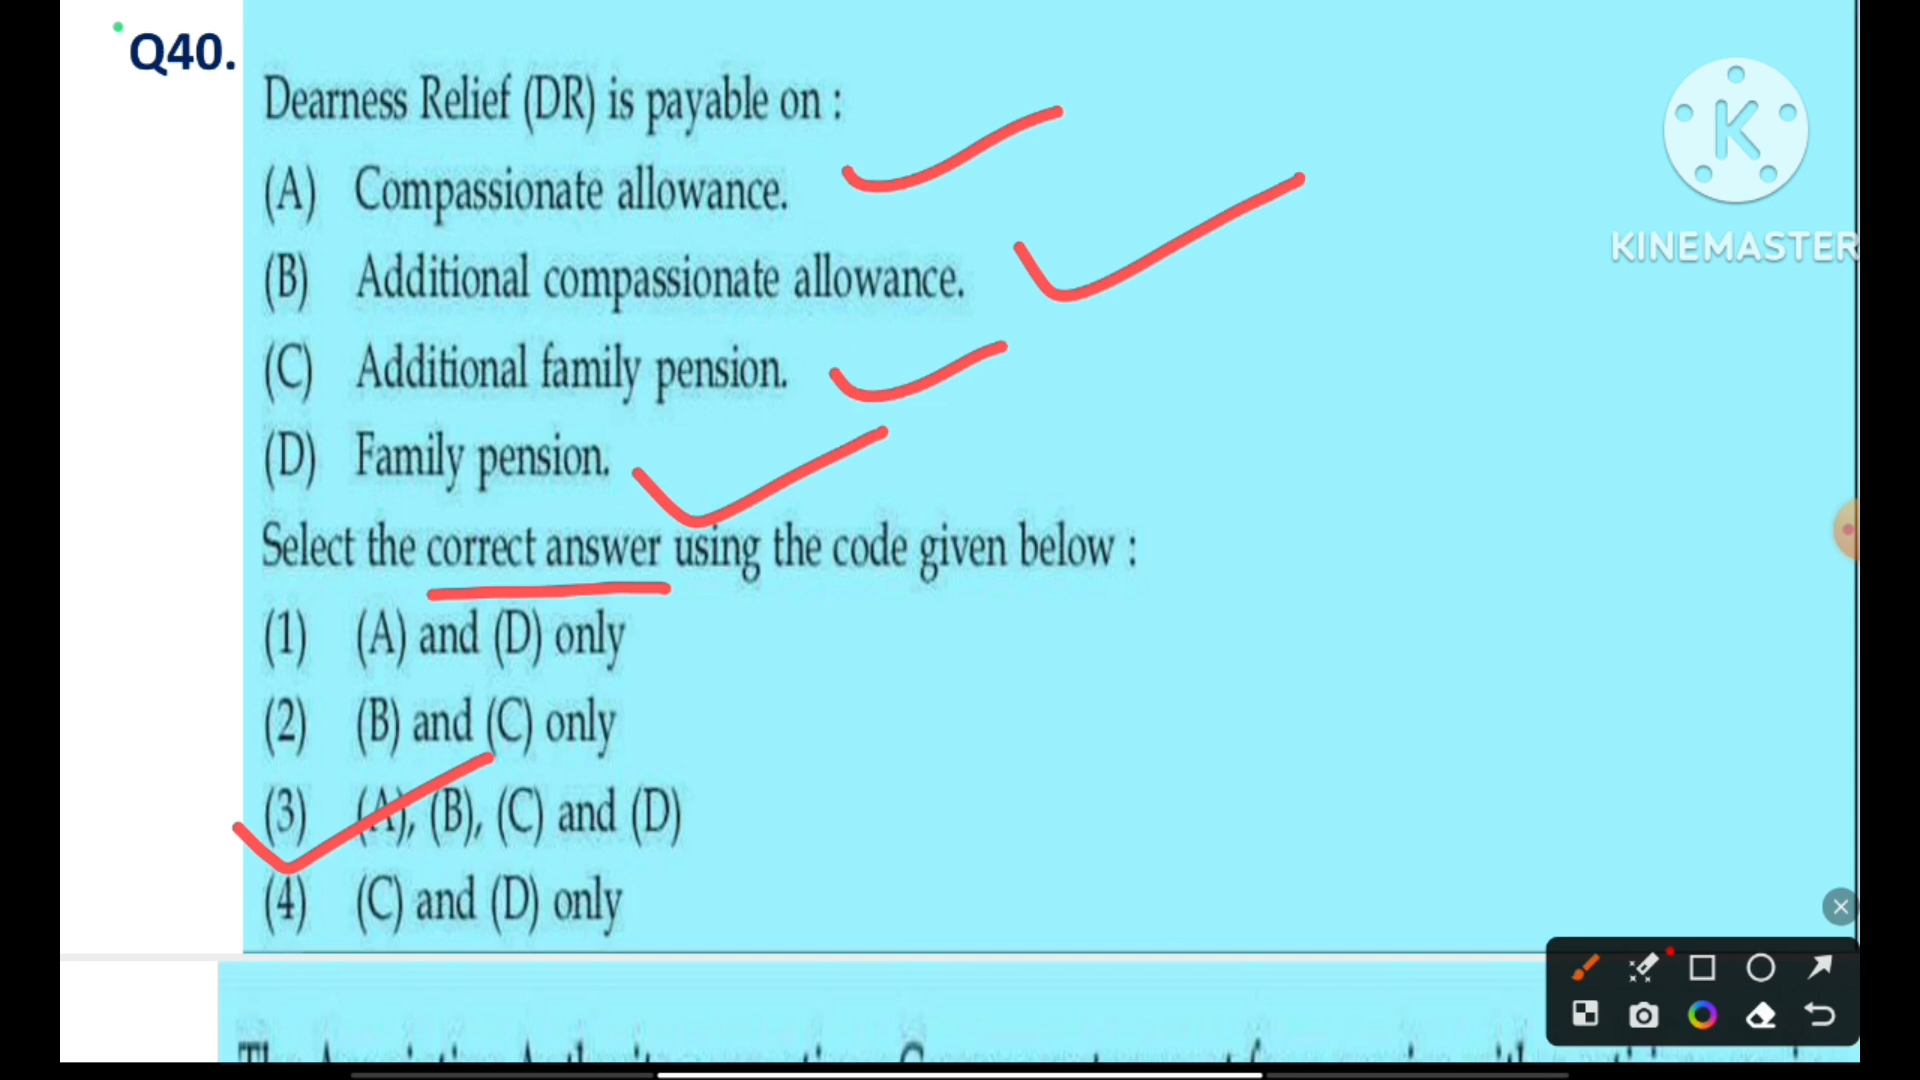 Q40.
Dearness Relief (DR) is payable on :
(A) Compassionate allowance.
(B) Additional compassionate allowance.
(C) Additional family pension.
(D) Family pension.
Select the correct answer using the code given below :
(1) (A) and (D) only
(2) (B) and (C) only
(3) (A), (B), (C) and (D)
(4) (C) and (D) only
K
KINEMASTER